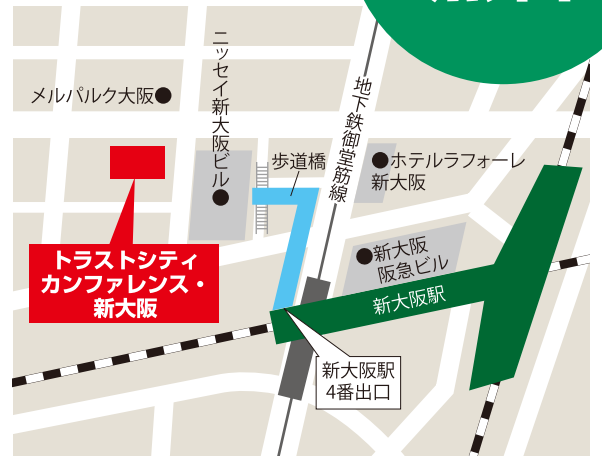 ニッセイ新大阪ビル
メルパルク大阪
地下鉄御堂筋線
歩道橋
ホテルラフォーレ
新大阪
トラストシティ
カンファレンス・
新大阪
新大阪
阪急ビル
新大阪駅
新大阪駅
4番出口